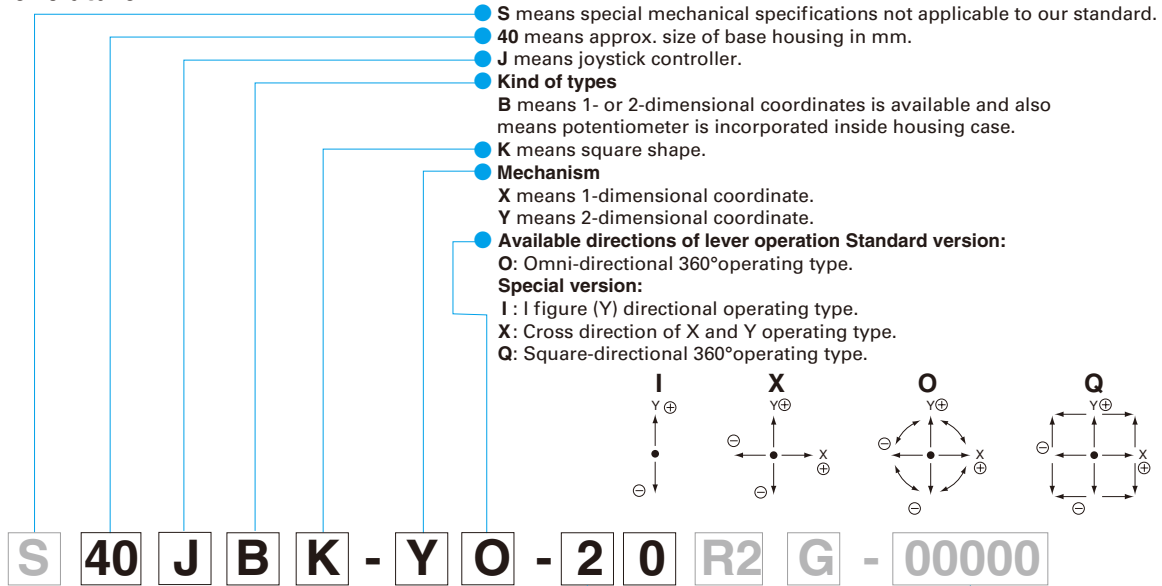 S means special mechanical specifications not applicable to our standard.
40 means approx. size of base housing in mm.
J means joystick controller.
Kind of types
B means 1- or 2-dimensional coordinates is available and also
means potentiometer is incorporated inside housing case.
K means square shape.
Mechanism
X means 1-dimensional coordinate.
Y means 2-dimensional coordinate.
Available directions of lever operation Standard version:
O: Omni-directional 360°operating type.
Special version:
I : I figure (Y) directional operating type.
X: Cross direction of X and Y operating type.
Q: Square-directional 360°operating type.
I X O Q
Y⊕ Y⊕ Y⊕ Y⊕
⊖ ⊖ ⊖
X X X
⊕ ⊕ ⊕
⊖ ⊖ ⊖ ⊖
S 40 J B K - Y O - 2 0 R2 G - 00000